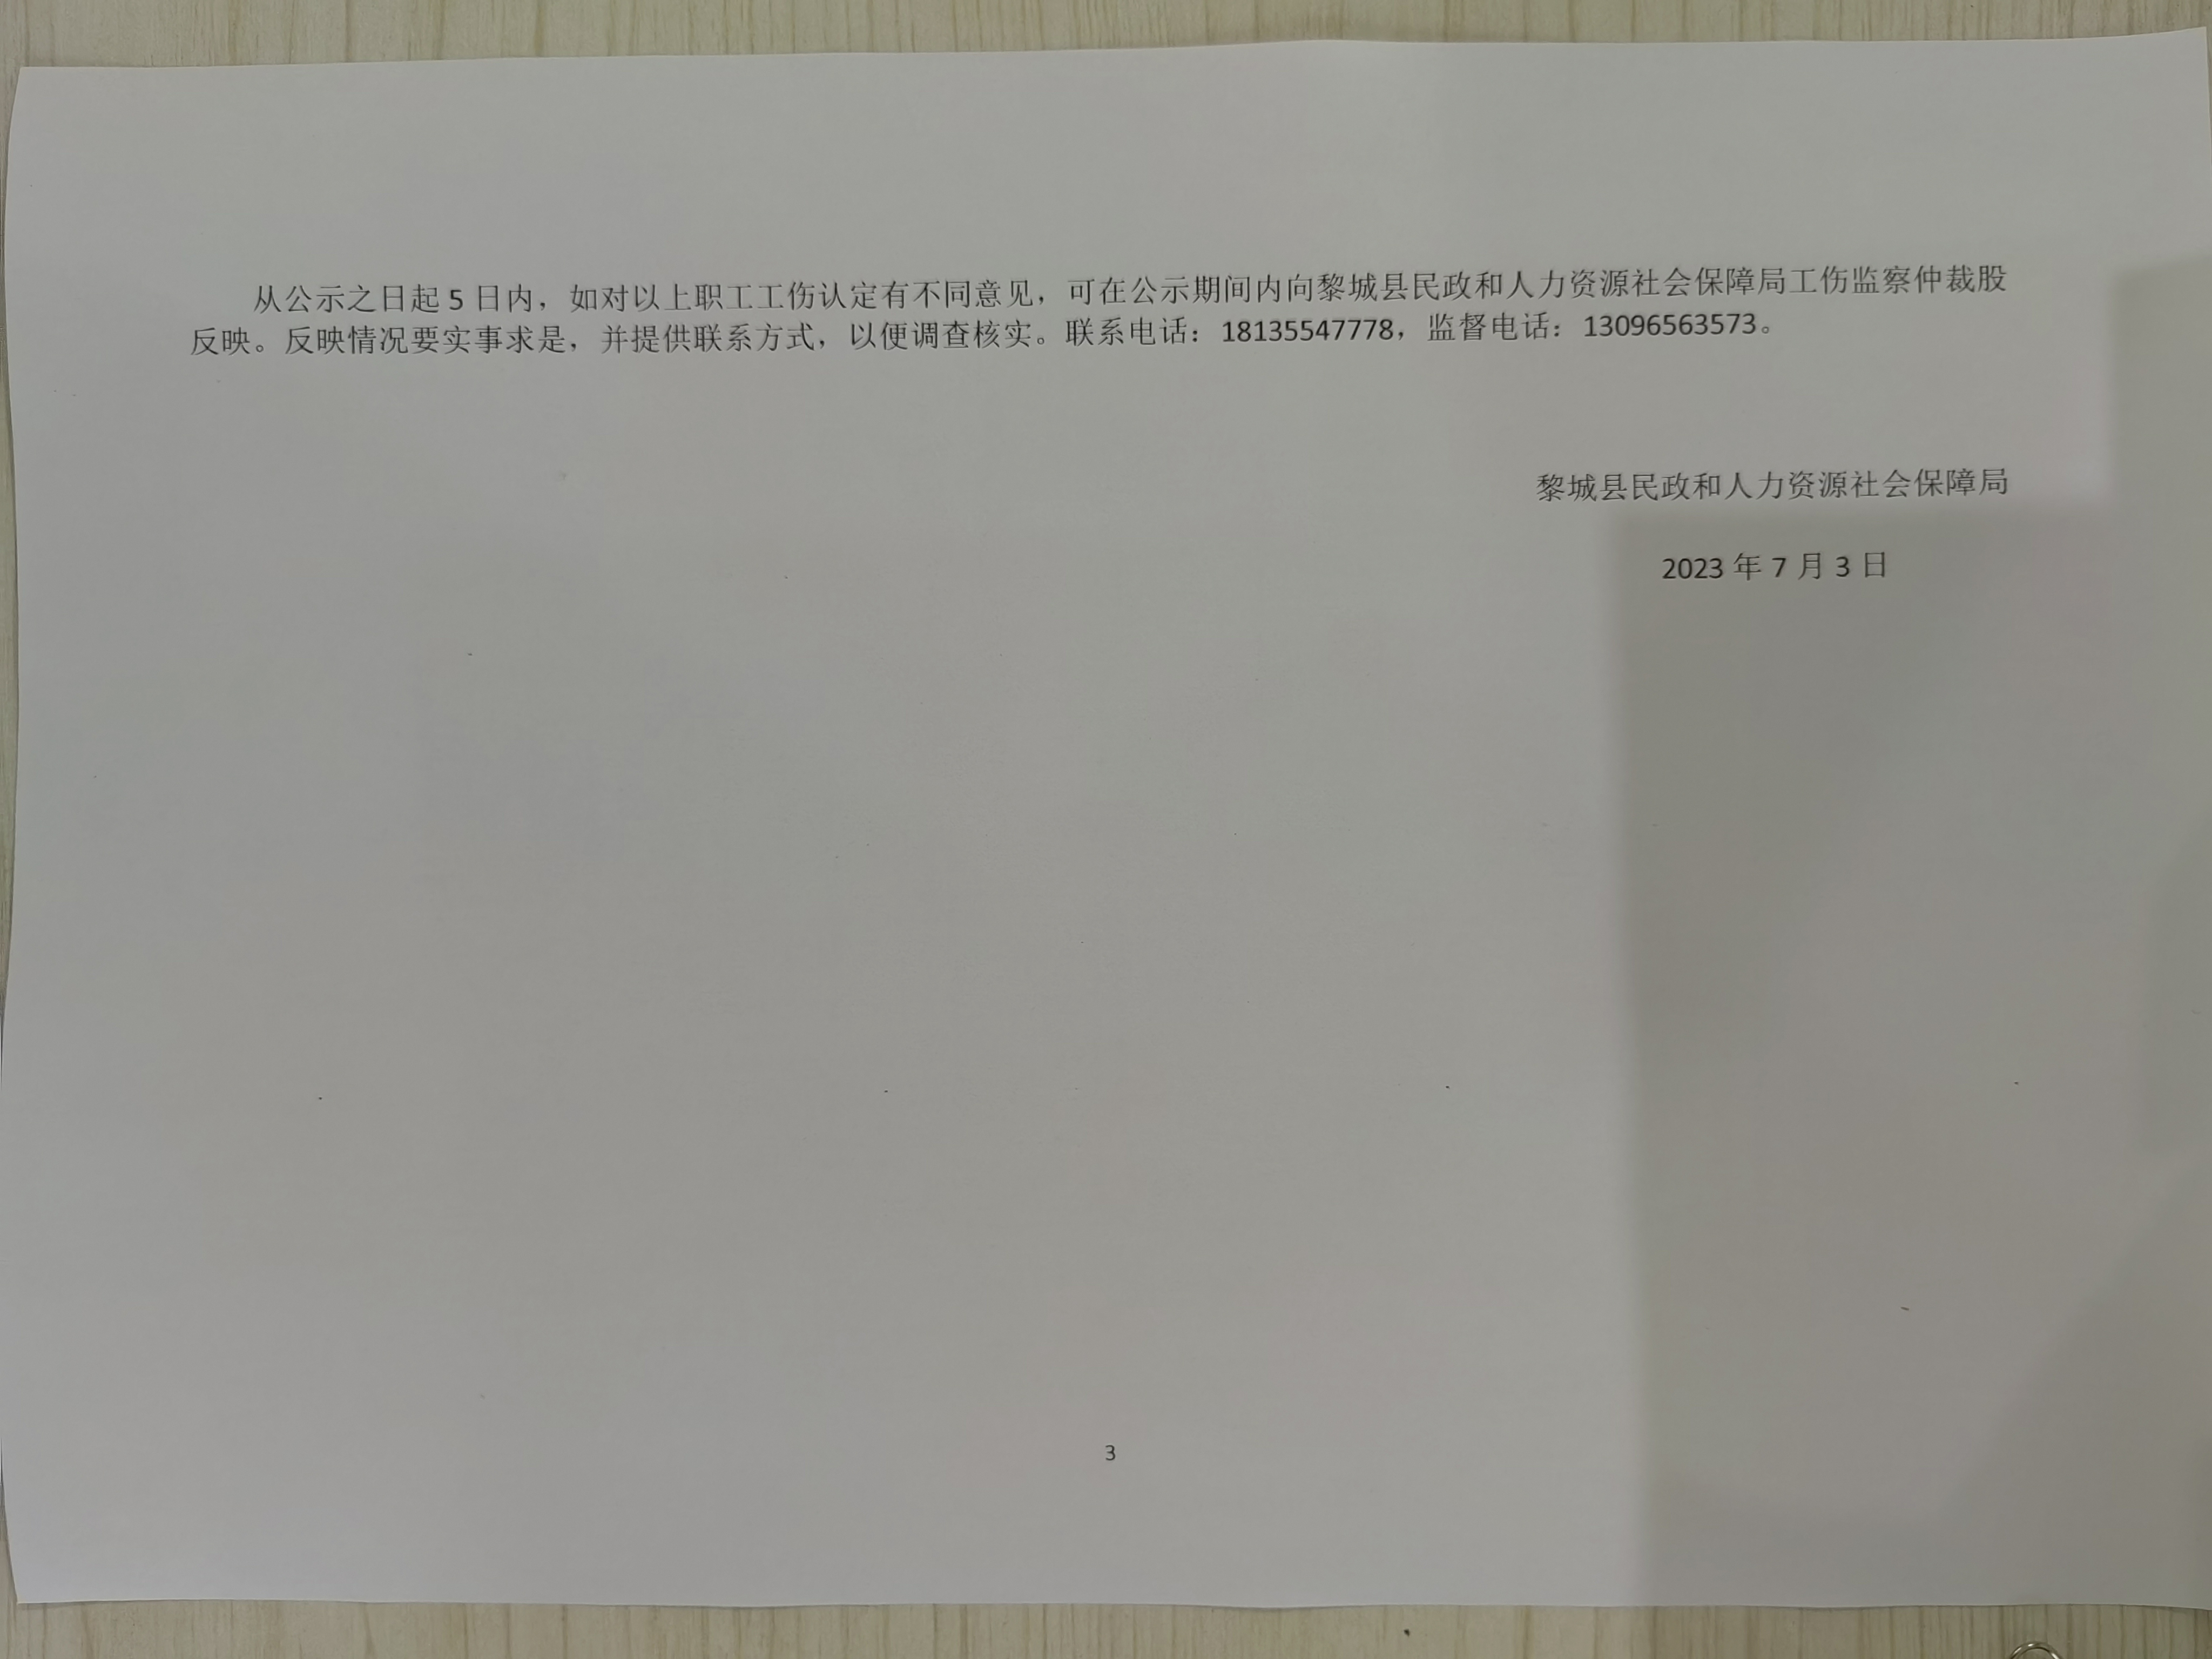 从公示之日起 5 日内，如对以上职工工伤认定有不同意见，可在公示期间内向黎城县民政和人力资源社会保障局工伤监察仲裁股
反映。反映情况要实事求是，并提供联系方式，以便调查核实。联系电话：18135547778，监督电话：13096563573。
黎城县民政和人力资源社会保障局
2023 年 7 月 3 日
3